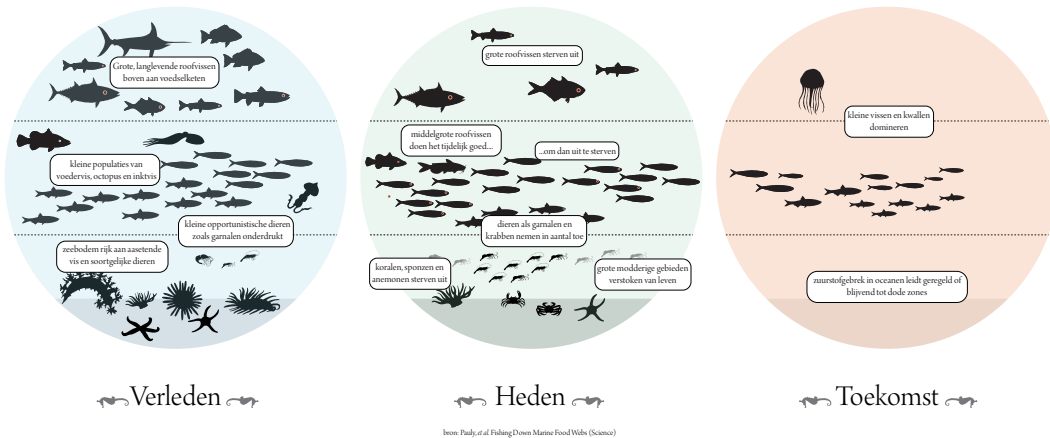 Grote, langlevende roofvissen
boven aan voedselketen
kleine populaties van
voedervis, octopus en inktvis
kleine opportunistische dieren
zoals garnalen onderdrukt
zeebodem rijk aan aasetende
vis en soortgelijke dieren
Verleden
grote roofvissen sterven uit
middelgrote roofvissen
doen het tijdelijk goed...
...om dan uit te sterven
dieren als garnalen en
krabben nemen in aantal toe
koralen, sponzen en
anemonen sterven uit
grote modderige gebieden
verstoken van leven
Heden
kleine vissen en kwallen
domineren
zuurstofgebrek in oceanen leidt geregeld of
blijvend tot dode zones
Toekomst
bron: Pauly, et al. Fishing Down Marine Food Webs (Science)